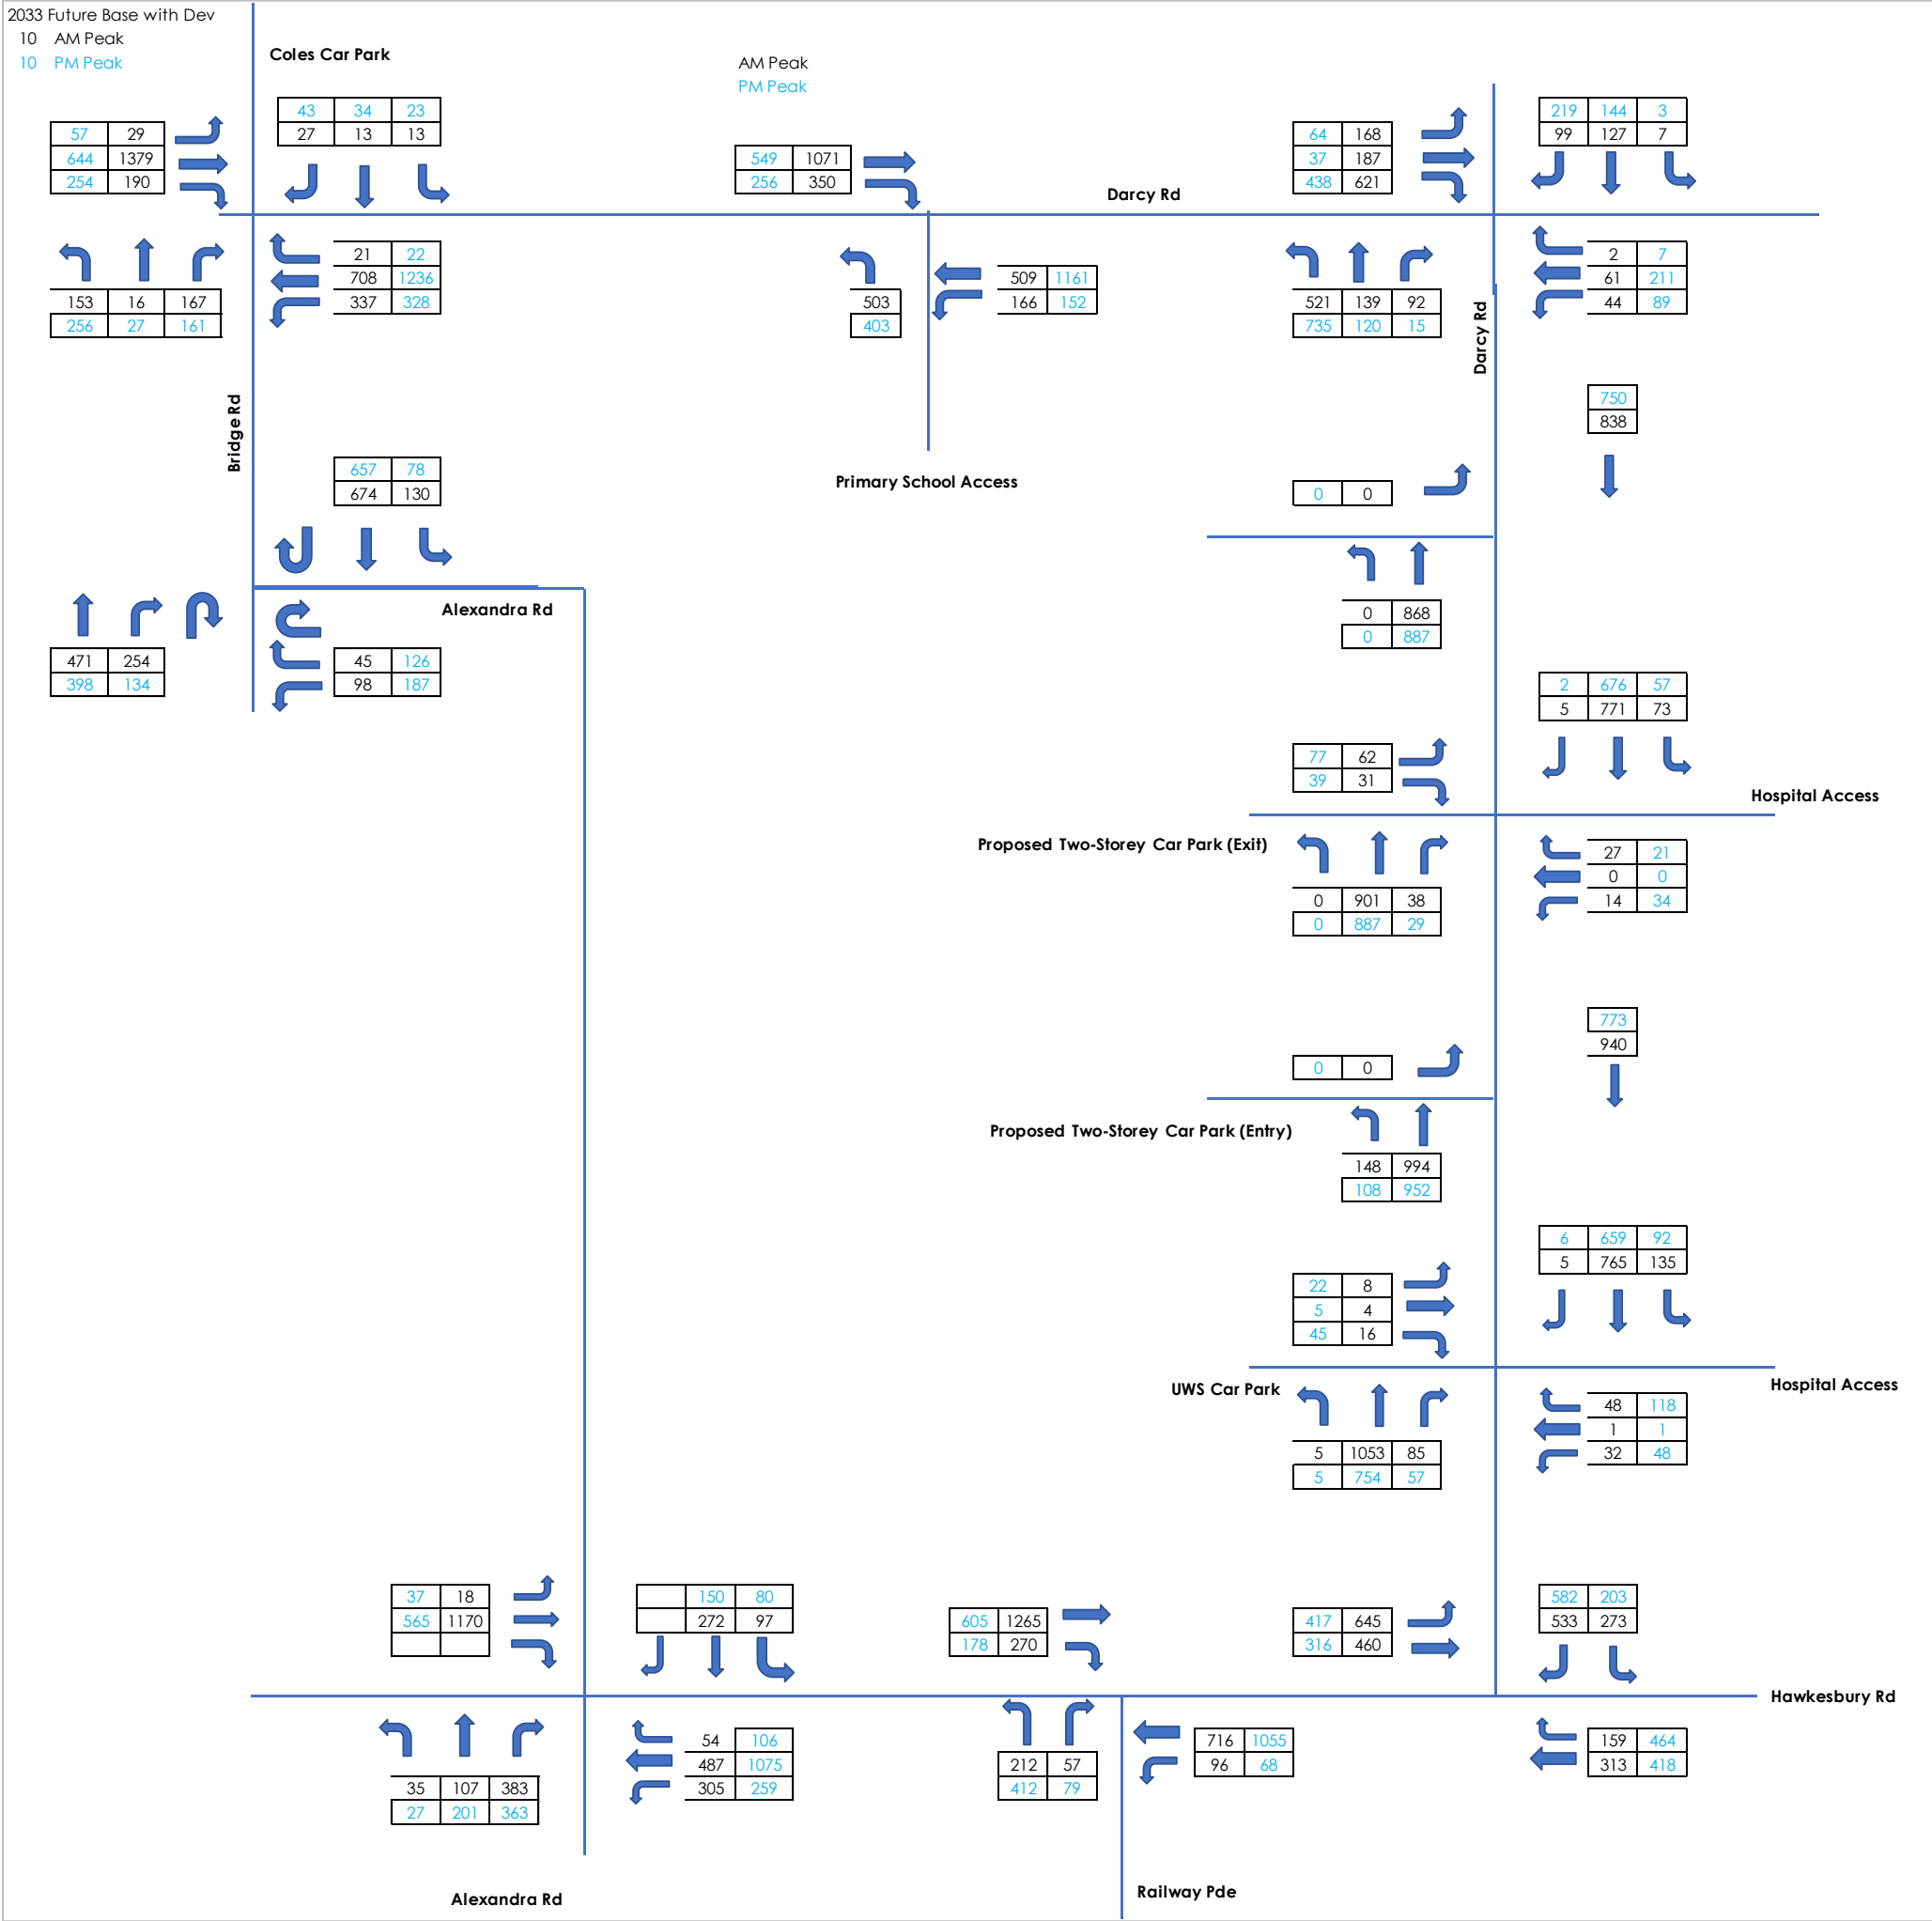 2033 Future Base with Dev
10 AM Peak
10 PM Peak
Coles Car Park
AM Peak
PM Peak
43 34 23
27 13 13
57 29
644 1379
254 190
549 1071
256 350
64 168
37 187
438 621
219 144 3
99 127 7
Darcy Rd
153 16 167
256 27 161
21 22
708 1236
337 328
503
403
509 1161
166 152
521 139 92
735 120 15
2 7
61 211
44 89
Darcy Rd
Bridge Rd
750
838
657 78
674 130
Primary School Access
0 0
Alexandra Rd
0 868
0 887
471 254
398 134
45 126
98 187
2 676 57
5 771 73
77 62
39 31
Hospital Access
Proposed Two-Storey Car Park (Exit)
0 901 38
0 887 29
27 21
0 0
14 34
773
940
0 0
Proposed Two-Storey Car Park (Entry)
148 994
108 952
6 659 92
5 765 135
22 8
5 4
45 16
UWS Car Park
Hospital Access
5 1053 85
5 754 57
48 118
1 1
32 48
37 18
565 1170
150 80
272 97
605 1265
178 270
417 645
316 460
582 203
533 273
Hawkesbury Rd
35 107 383
27 201 363
54 106
487 1075
305 259
212 57
412 79
716 1055
96 68
159 464
313 418
Alexandra Rd
Railway Pde